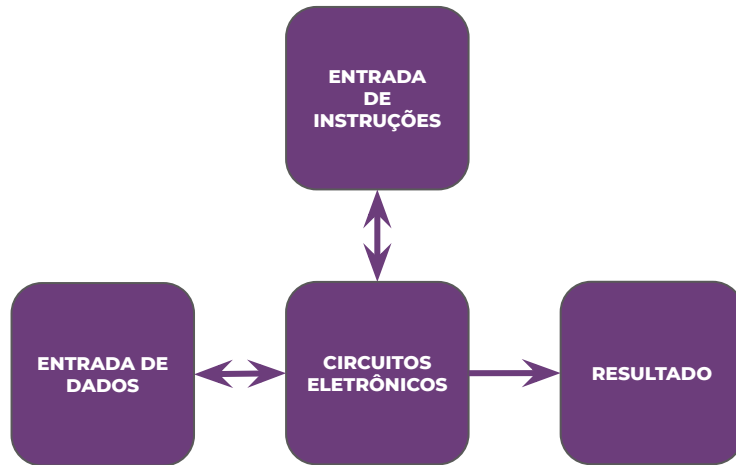 ENTRADA
DE
INSTRUÇÕES
ENTRADA DE
DADOS
CIRCUITOS
ELETRÔNICOS
RESULTADO